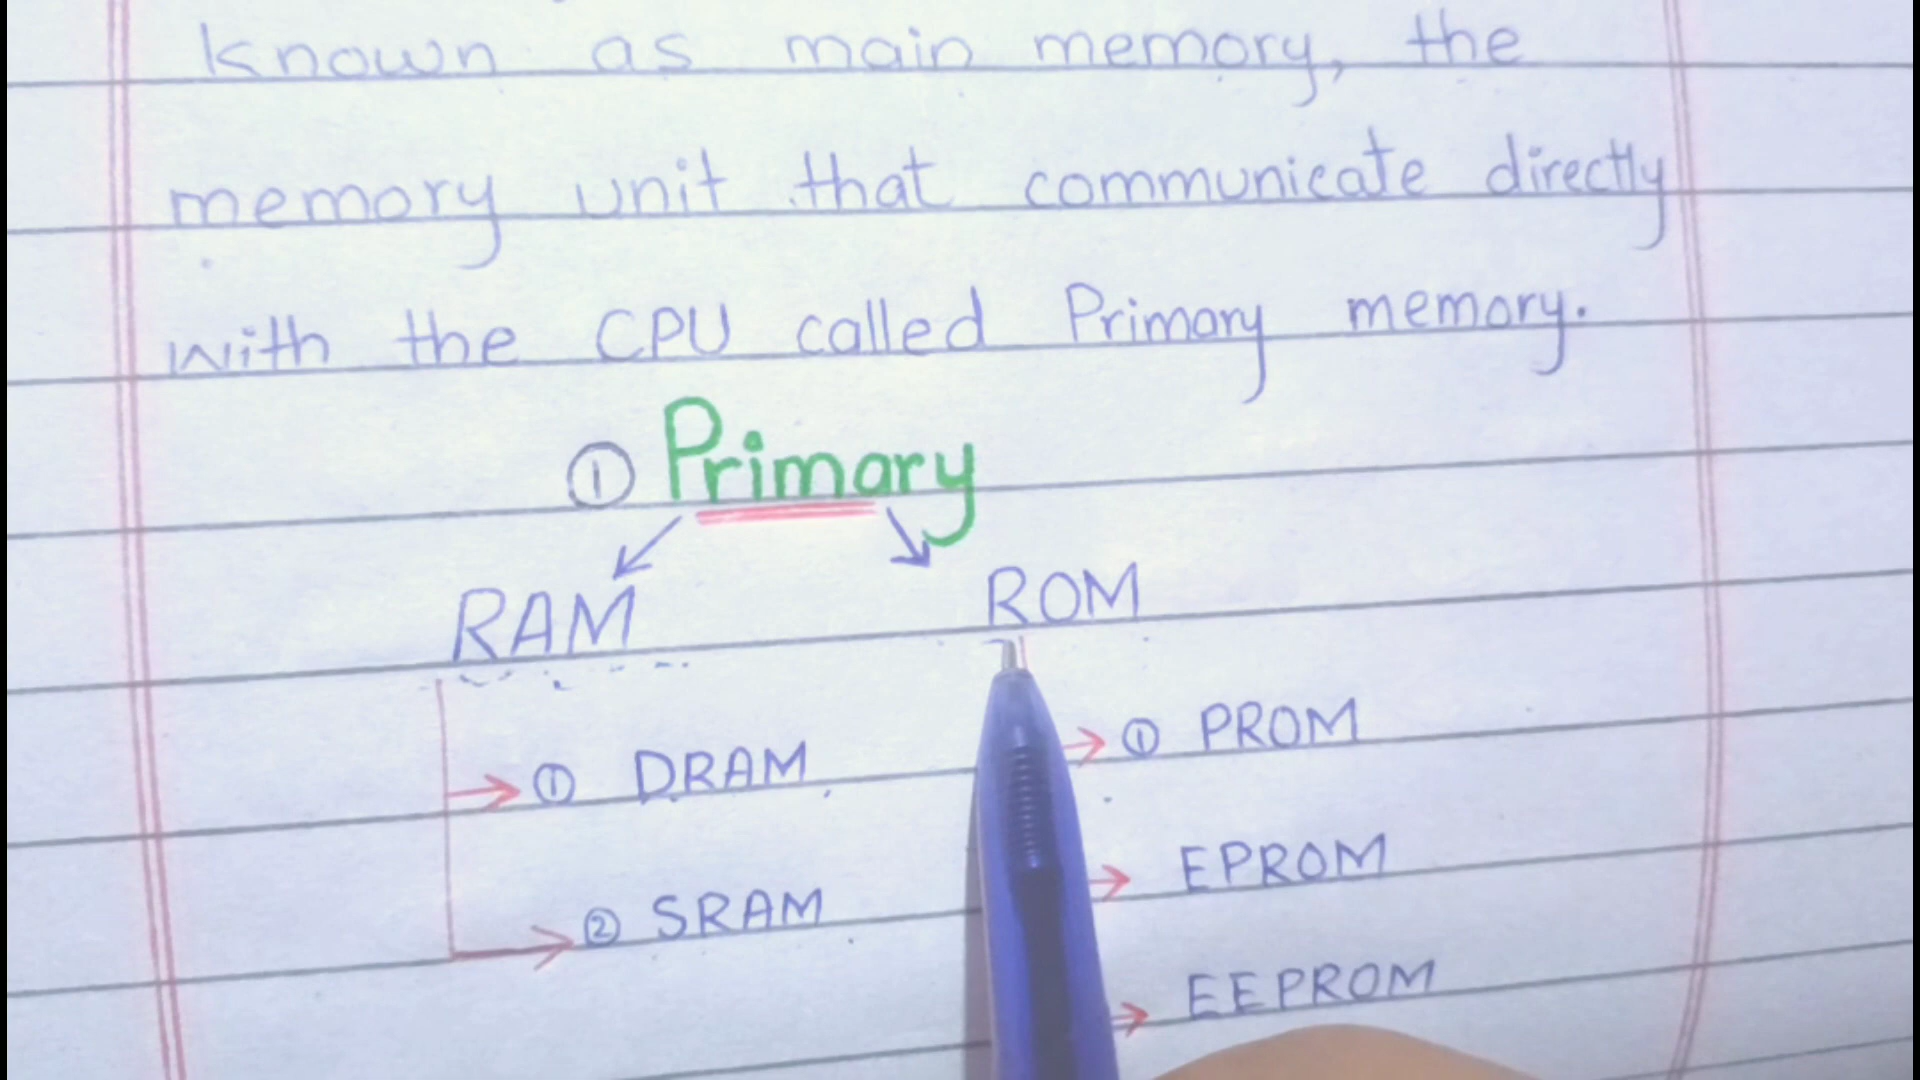 known as main memory, the
memory unit that communicate directly
with the CPU called Primary memory.
① Primary
RAM ROM
① DRAM ① PROM
② SRAM EPROM
EEPROM